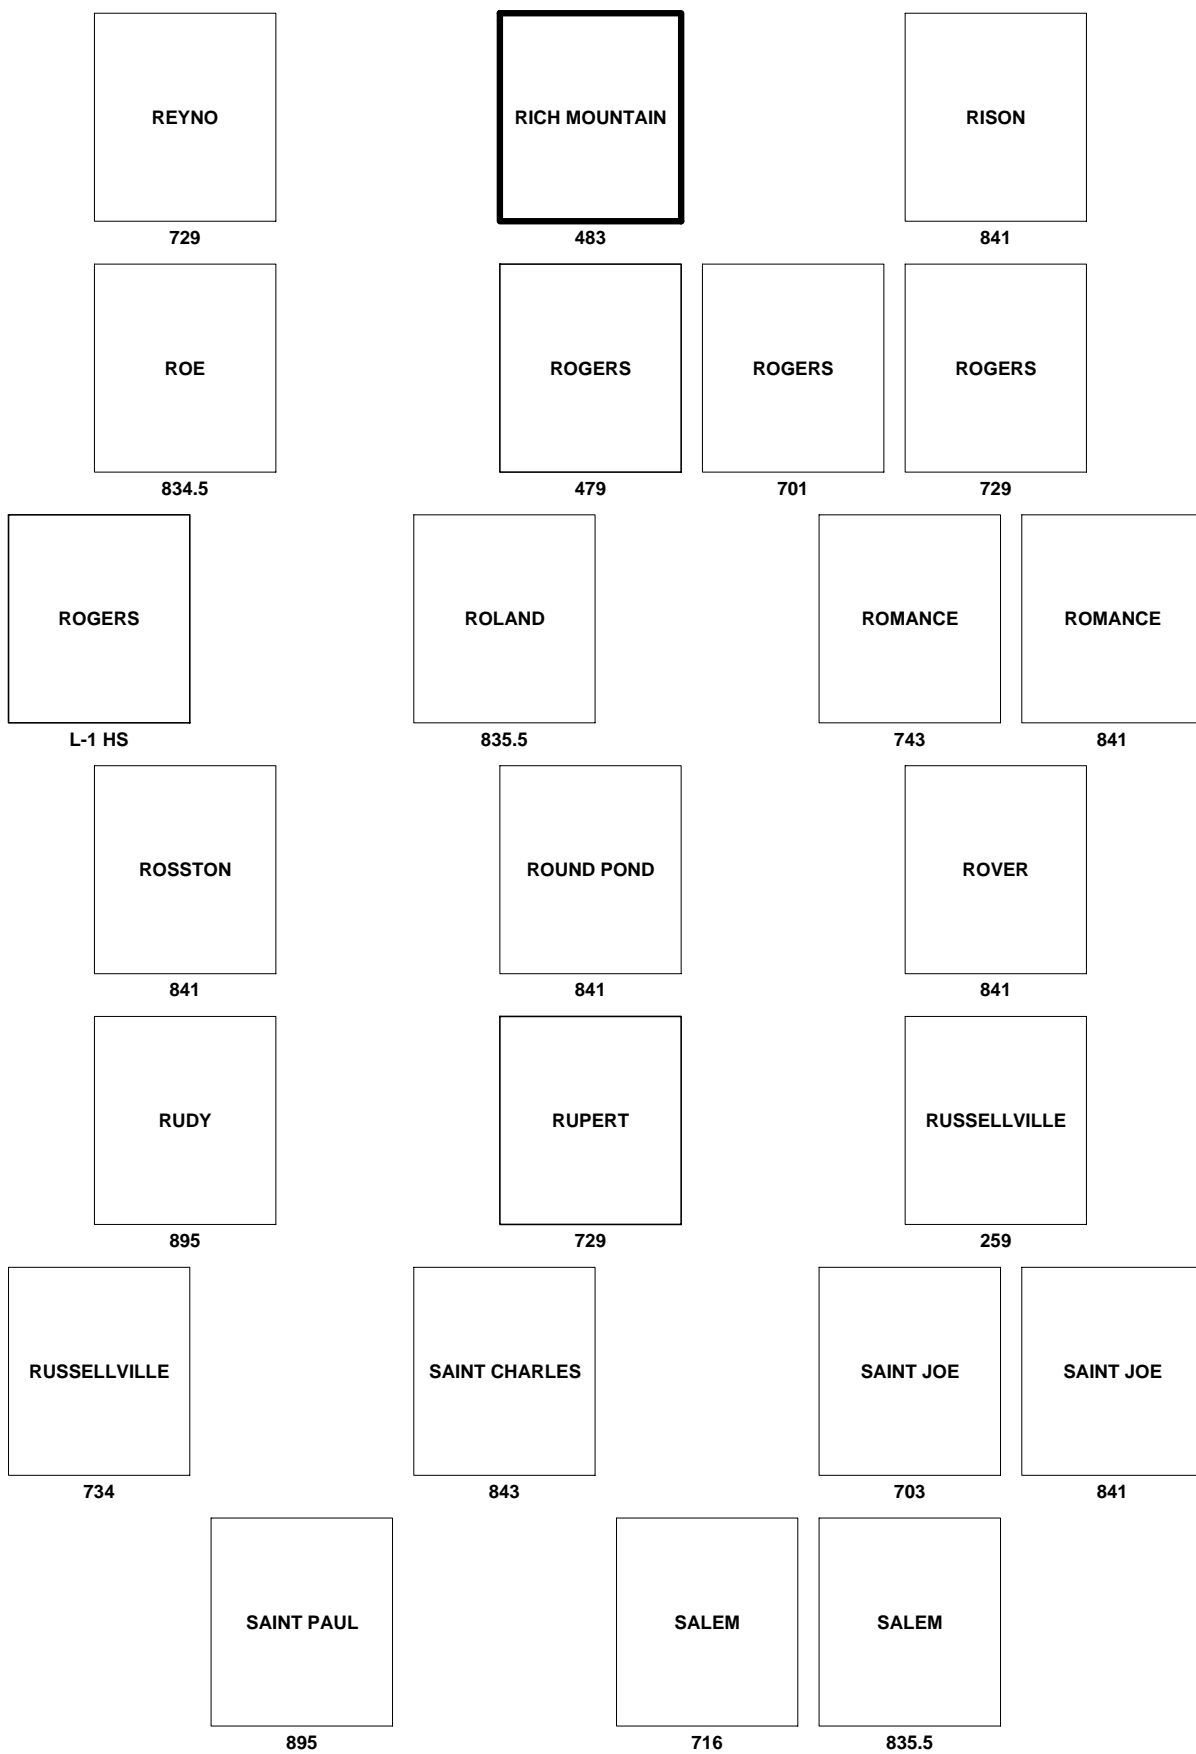 REYNO
RICH MOUNTAIN
RISON
729
483
841
ROE
ROGERS
ROGERS
ROGERS
834.5
479
701
729
ROGERS
ROLAND
ROMANCE
ROMANCE
L-1 HS
835.5
743
841
ROSSTON
ROUND POND
ROVER
841
841
841
RUDY
RUPERT
RUSSELLVILLE
895
729
259
RUSSELLVILLE
SAINT CHARLES
SAINT JOE
SAINT JOE
734
843
703
841
SAINT PAUL
SALEM
SALEM
895
716
835.5